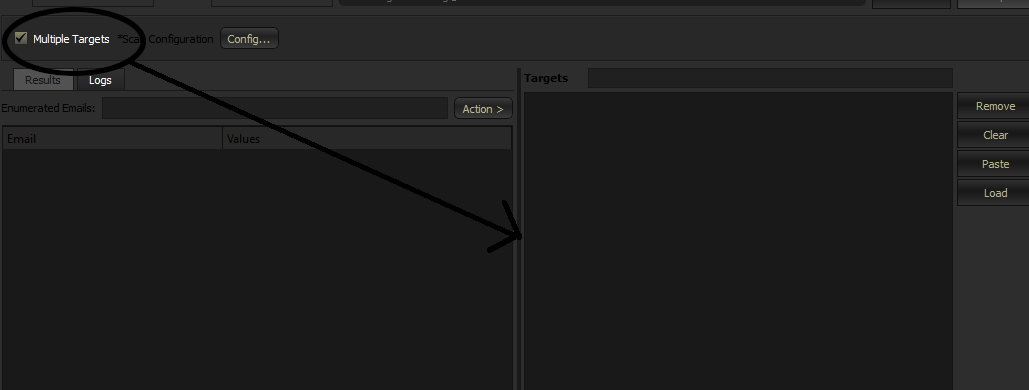 Multiple Targets *Scan Configuration Config...
Results Logs Targets
Enumerated Emails: Action > Remove
Email Values Clear
Paste
Load